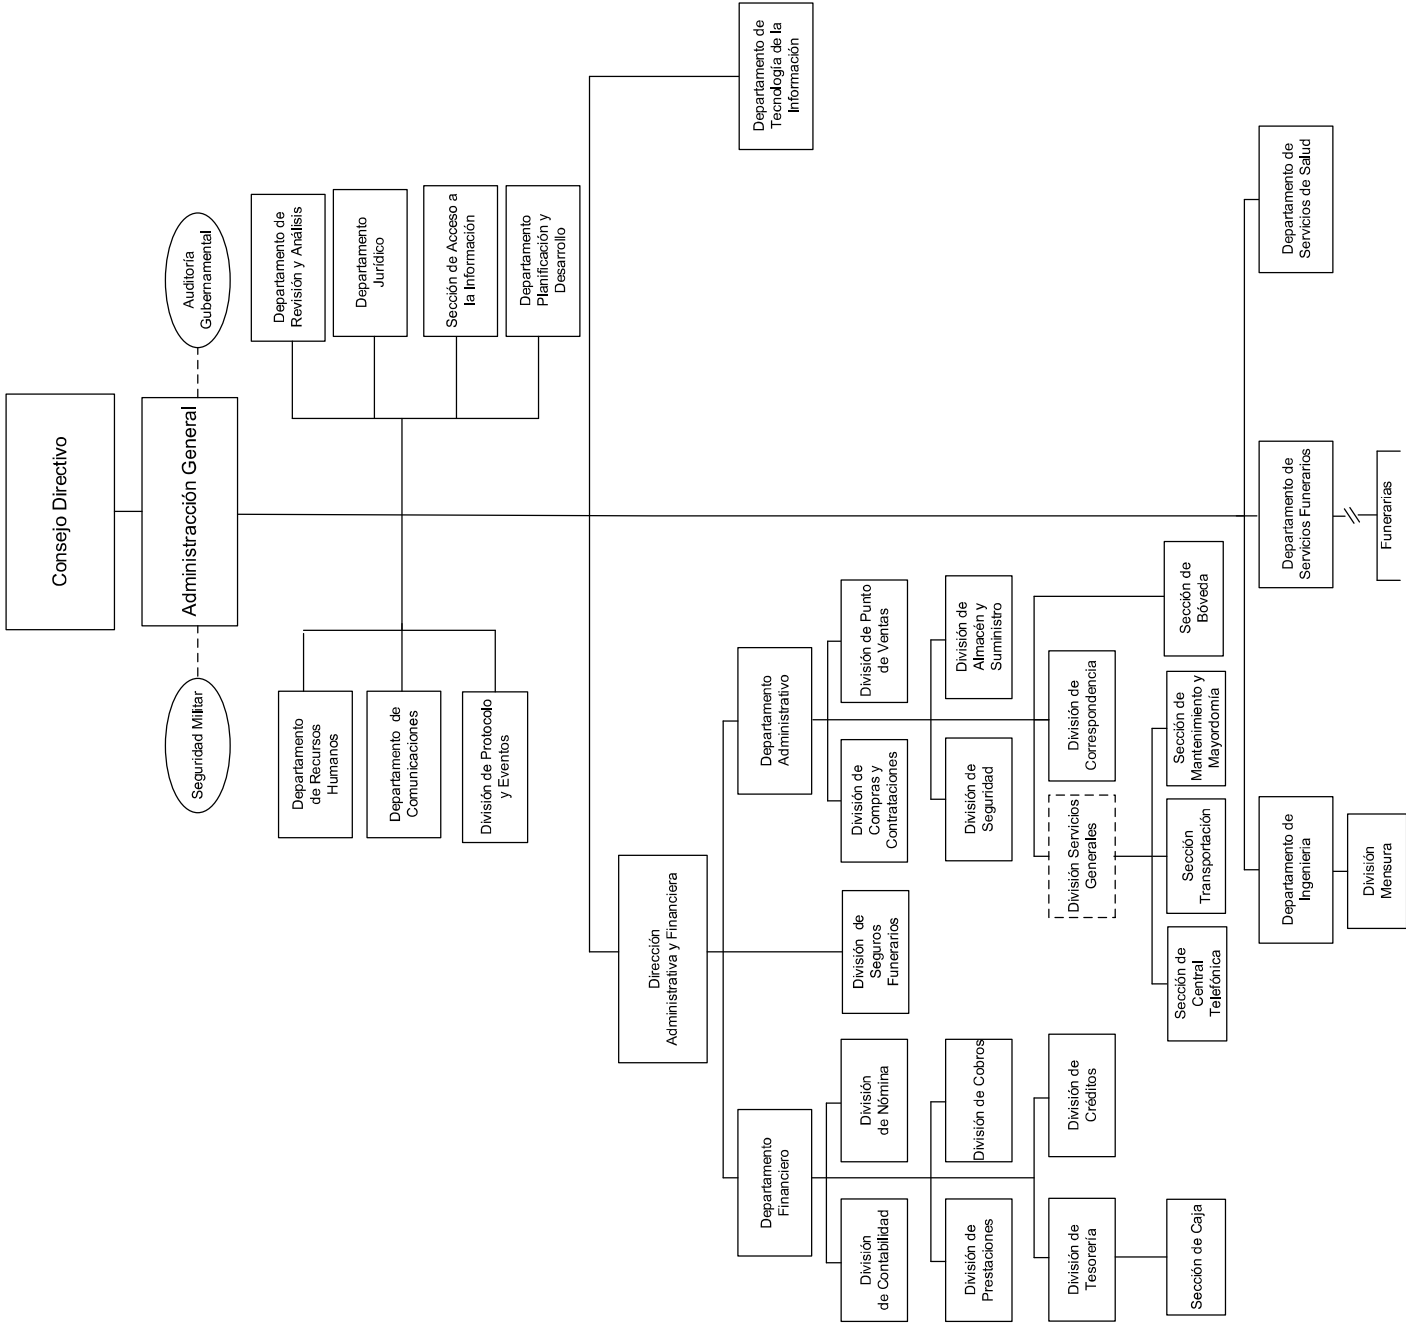 Consejo Directivo
Administracción General
Seguridad Militar
Auditoría
Gubernamental
Departamento
de Recursos
Humanos
Departamento de
Comunicaciones
División de Protocolo
y Eventos
Departamento de
Revisión y Análisis
Departamento
Jurídico
Sección de Acceso a
la Información
Departamento
Planificación y
Desarrollo
Dirección
Administrativa y Financiera
Departamento de
Tecnología de la
Información
Departamento
Financiero
Departamento
Administrativo
División
de Contabilidad
División
de Nómina
División de
Seguros
Funerarios
División de
Compras y
Contrataciones
División de Punto
de Ventas
División de
Prestaciones
División de Cobros
División de
Seguridad
División de
Almacén y
Suministro
División de
Tesorería
División de
Créditos
División Servicios
Generales
División de
Correspondencia
Sección de Caja
Sección de
Central
Telefónica
Sección
Transportación
Sección de
Mantenimiento y
Mayordomía
Sección de
Bóveda
Departamento de
Ingenieria
Departamento de
Servicios Funerarios
Departamento de
Servicios de Salud
División
Mensura
Funerarias